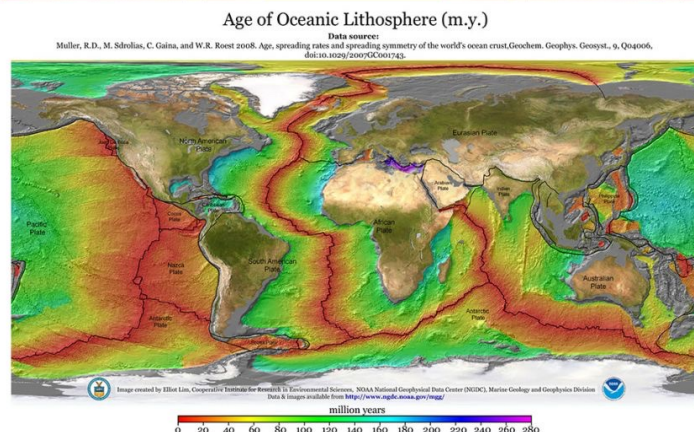 Age of Oceanic Lithosphere (m.y.)
Data source:
Muller, R.D., M. Sdrolias, C. Gaina, and W.R. Roest 2008. Age, spreading rates and spreading symmetry of the world's ocean crust,Geochem. Geophys. Geosyst., 9, Q04006,
doi:10.1029/2007GC001743.
North American
Plate
Eurasian Plate
Arabian
Plate
Indian
Plate
Philippine
Plate
Caribbean
Cocos
Plate
Pacific
Plate
African
Plate
Nazca
Plate
South American
Plate
Australian
Plate
Antarctic
Plate
Antarctic
Plate
Image created by Elliot Lim, Cooperative Institute for Research in Environmental Sciences, NOAA National Geophysical Data Center (NGDC), Marine Geology and Geophysics Division
Data & images available from http://www.ngdc.noaa.gov/mgg/
million years
0 20 40 60 80 100 120 140 160 180 200 220 240 260 280